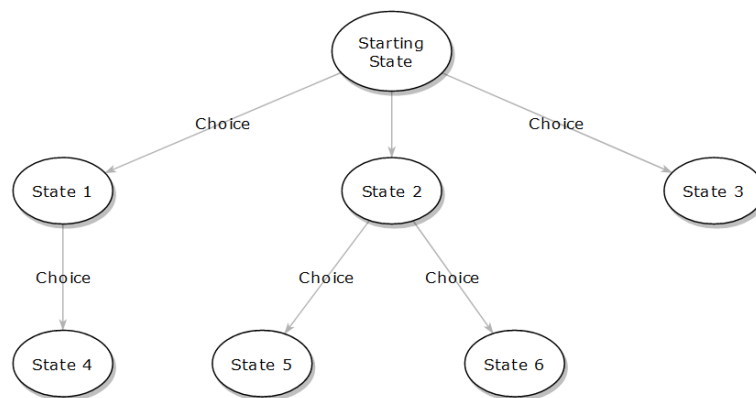 Starting
State
Choice
Choice
State 1
State 2
State 3
Choice
Choice
Choice
State 4
State 5
State 6